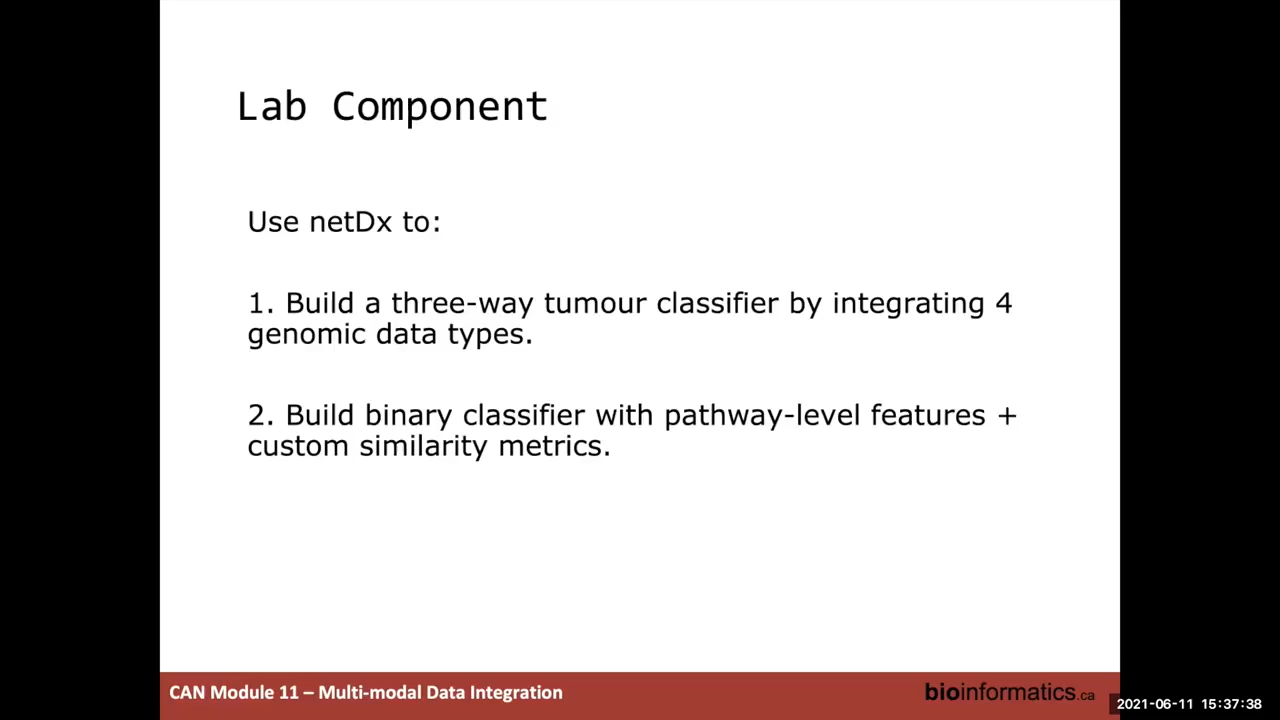 Lab Component
Use netDx to:
1. Build a three-way tumour classifier by integrating 4
genomic data types.
2. Build binary classifier with pathway-level features +
custom similarity metrics.
CAN Module 11 – Multi-modal Data Integration
bioinformatics.ca
2021-06-11 15:37:38